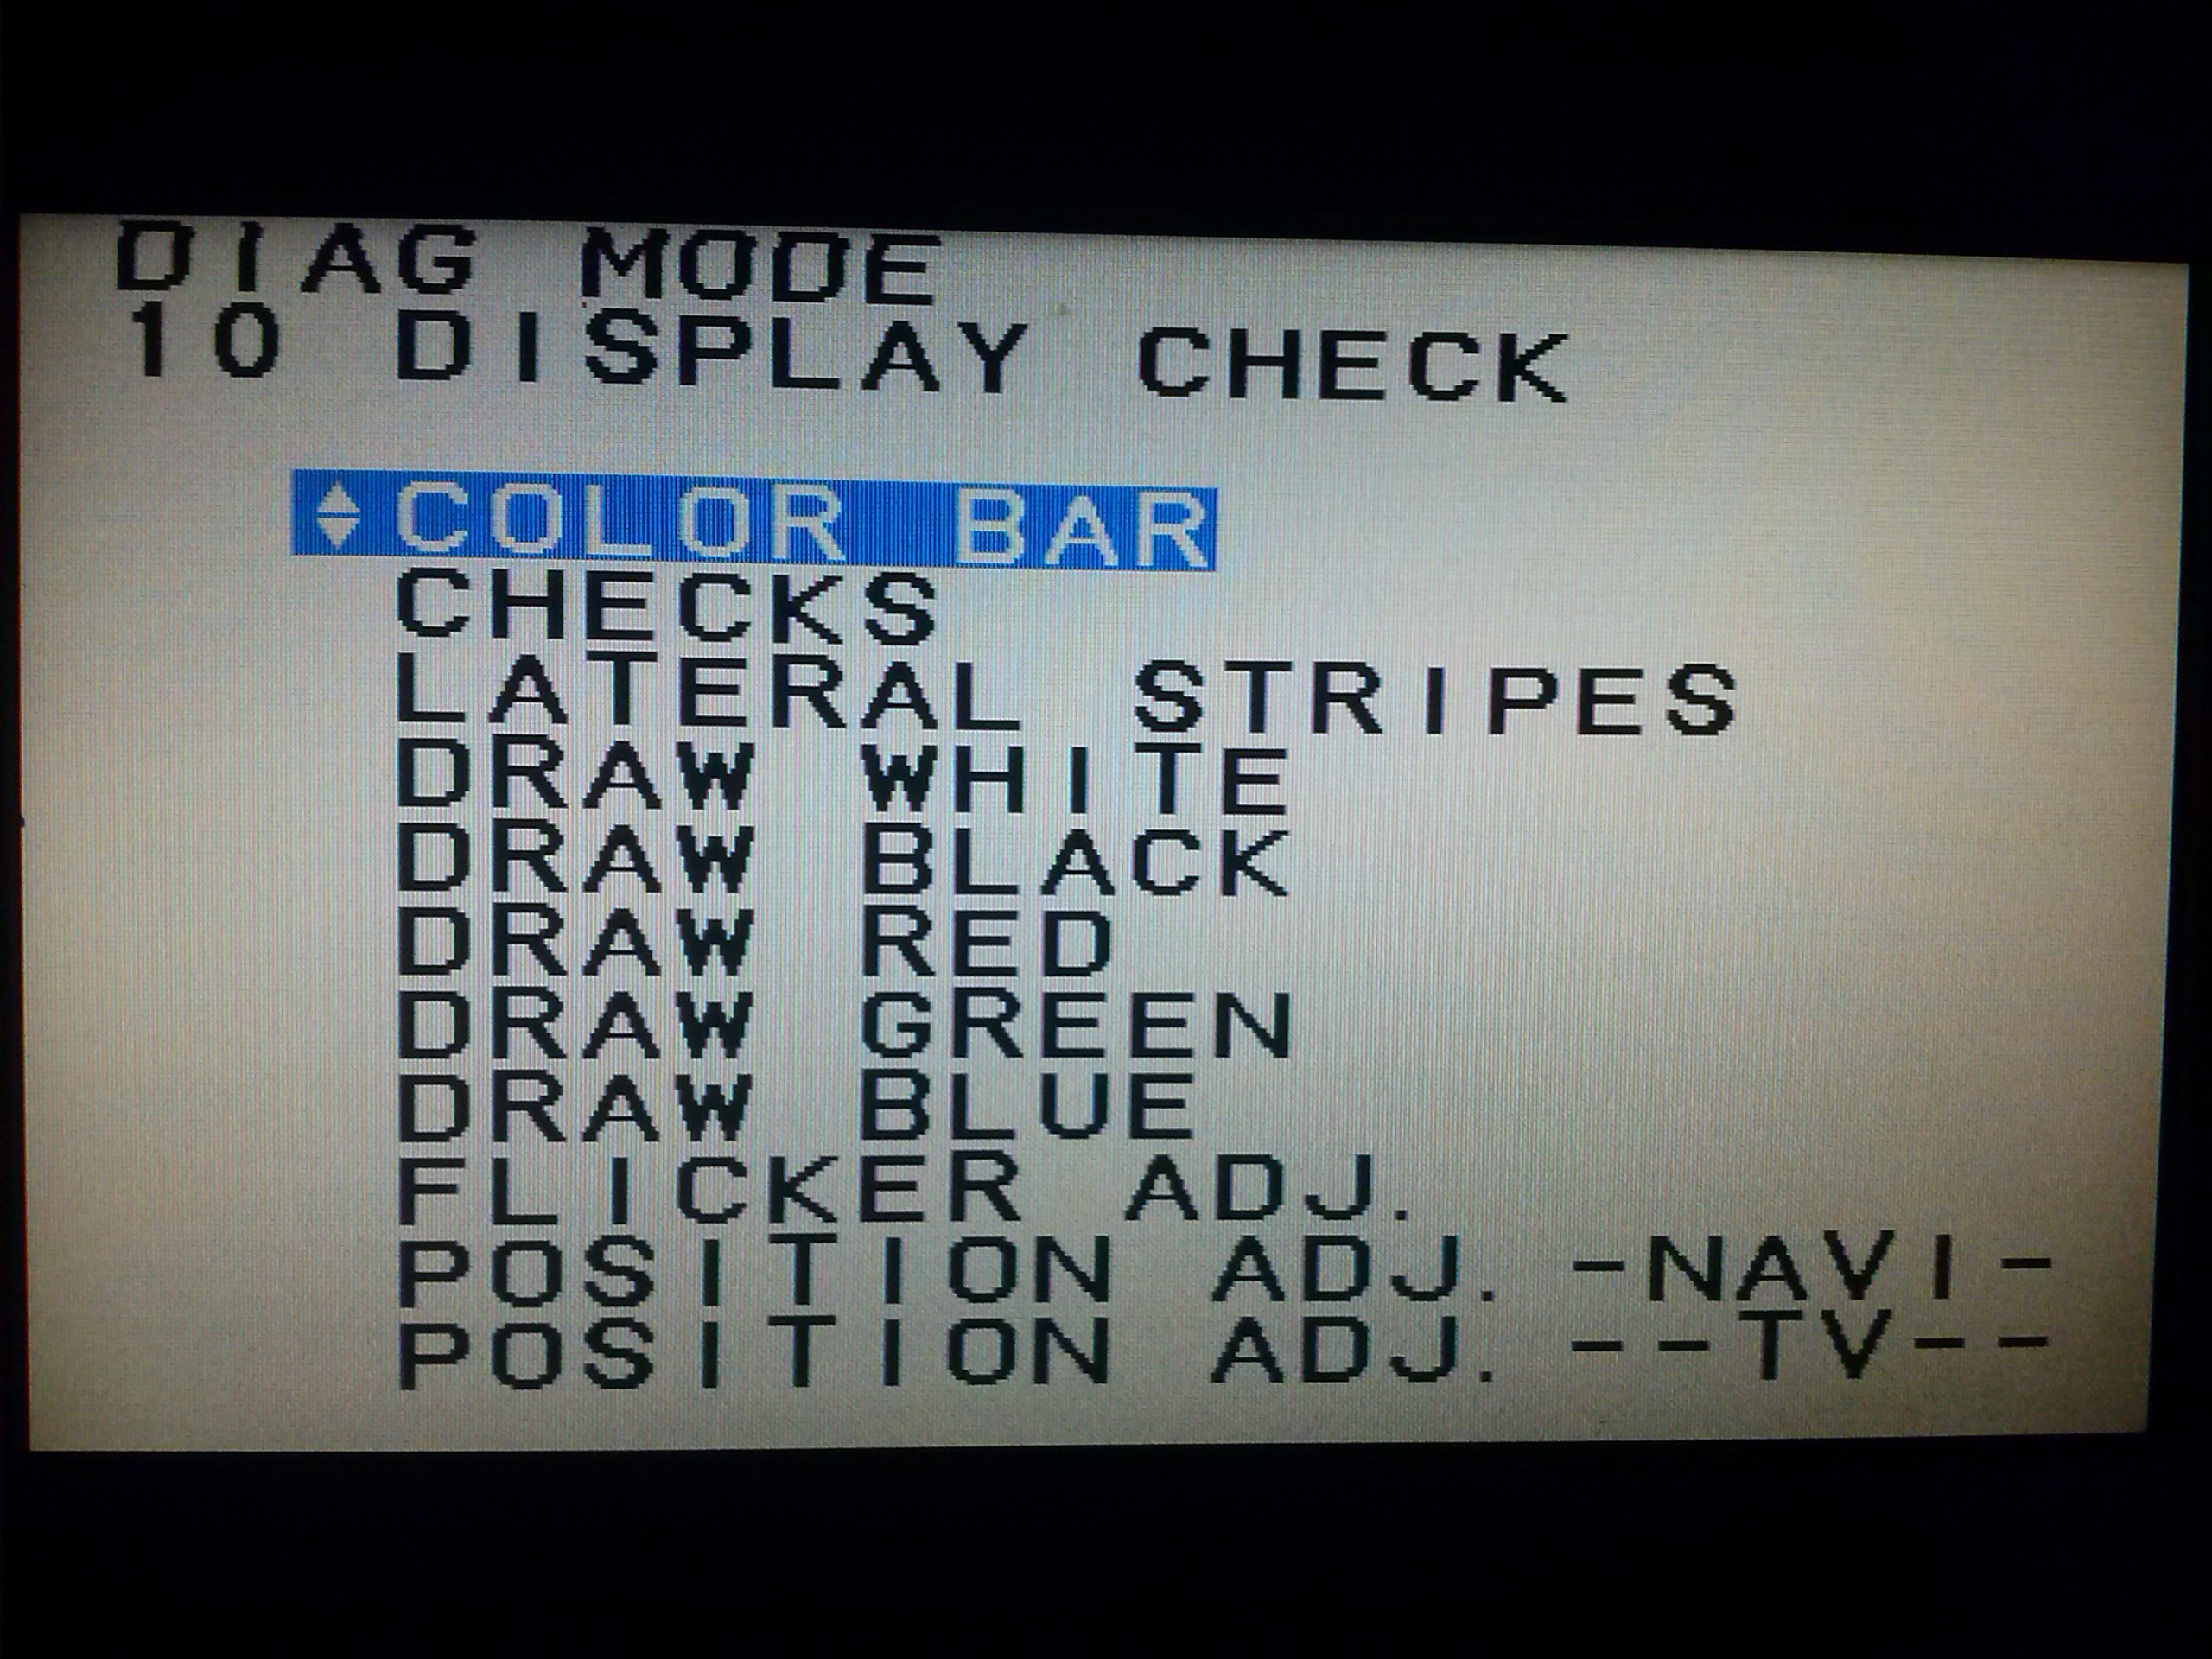 DIAG MODE
10 DISPLAY CHECK
COLOR BAR
CHECKS
LATERAL STRIPES
DRAW WHITE
DRAW BLACK
DRAW RED
DRAW GREEN
DRAW BLUE
FLICKER ADJ.
POSITION ADJ. -NAVI-
POSITION ADJ. --TV--